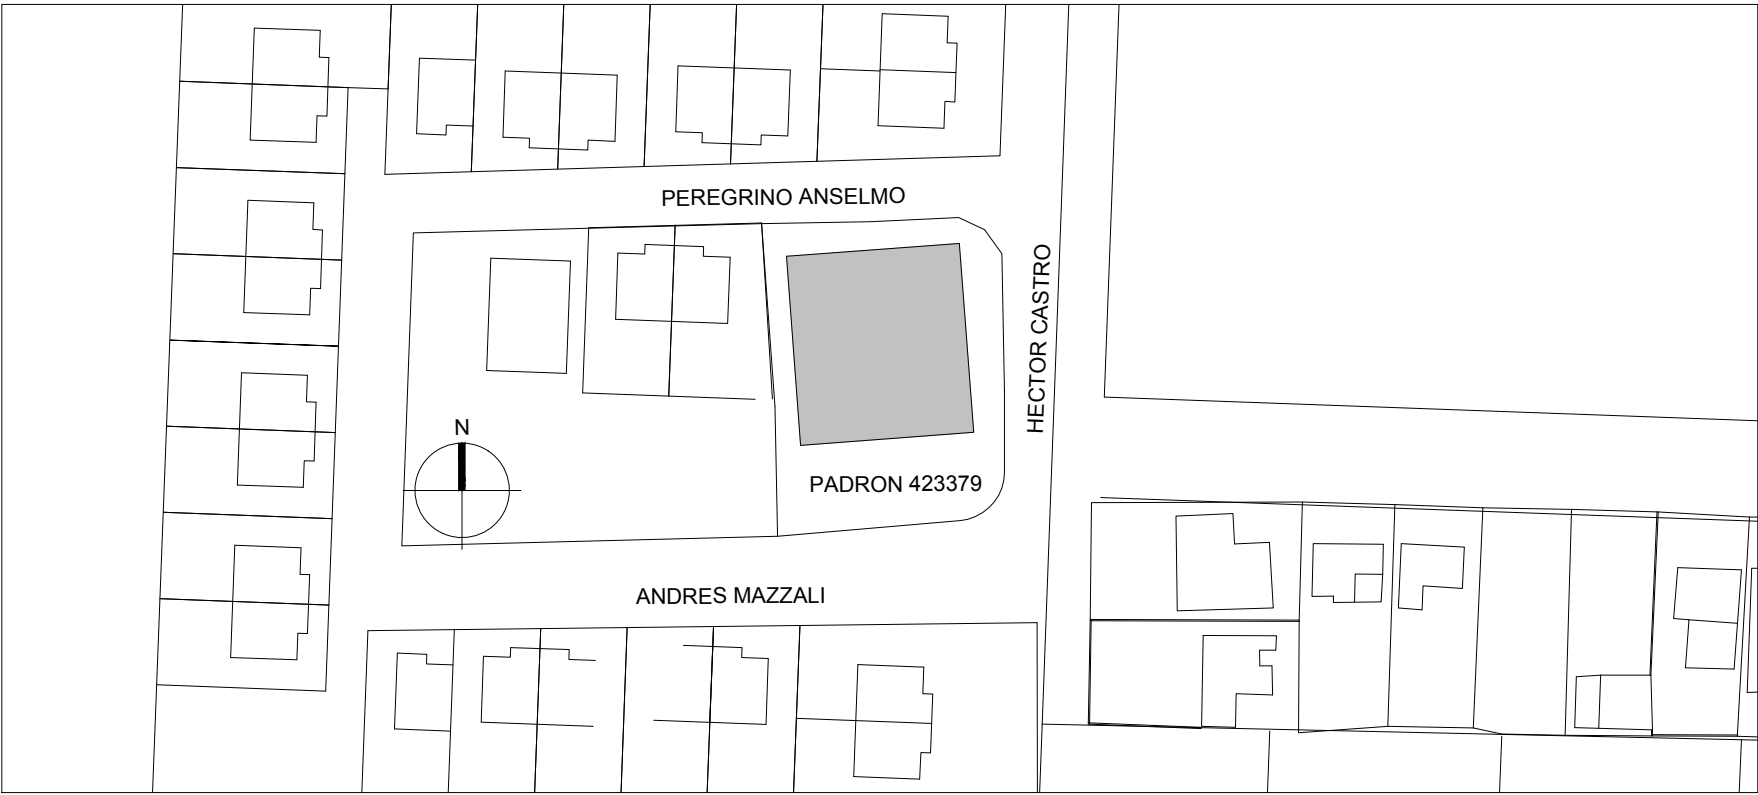 PEREGRINO ANSELMO
HECTOR CASTRO
N
PADRON 423379
ANDRES MAZZALI